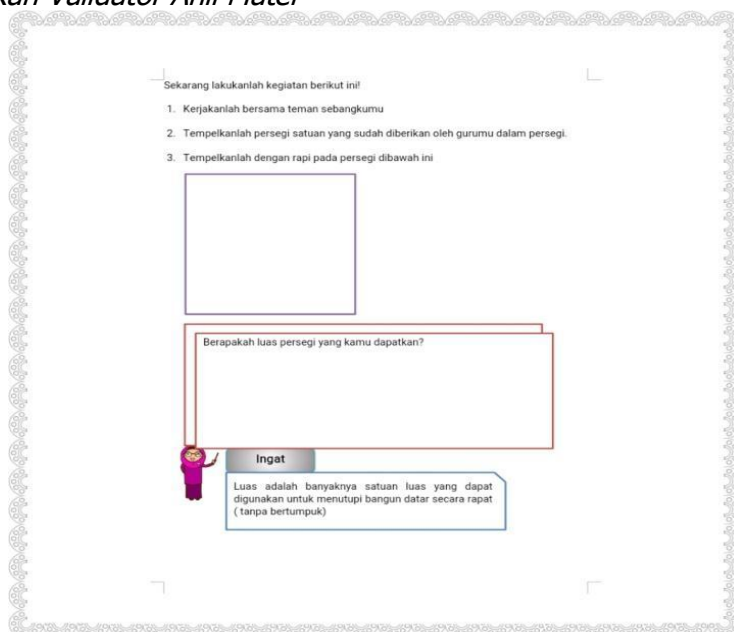 Validator Ahli Mater
Sekarang lakukanlah kegiatan berikut ini!
1. Kerjakanlah bersama teman sebangkumu
2. Tempelkanlah persegi satuan yang sudah diberikan oleh gurumu dalam persegi.
3. Tempelkanlah dengan rapi pada persegi dibawah ini
Berapakah luas persegi yang kamu dapatkan?
Ingat
Luas adalah banyaknya satuan luas yang dapat
digunakan untuk menutupi bangun datar secara rapat
( tanpa bertumpuk)